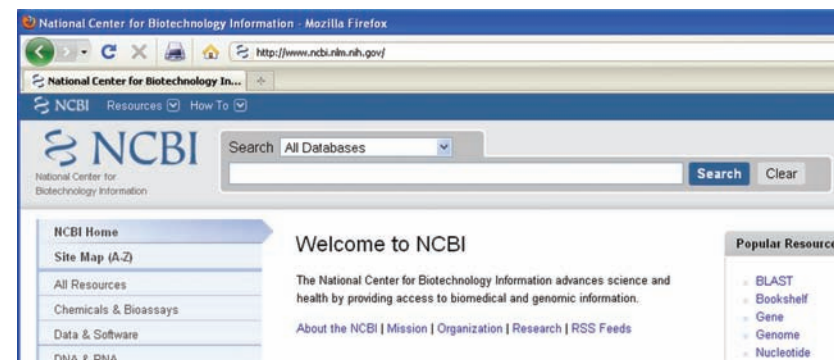 National Center for Biotechnology Information - Mozilla Firefox
http://www.ncbi.nlm.nih.gov/
National Center for Biotechnology In...
NCBI Resources How To
NCBI
National Center for
Biotechnology Information
Search All Databases
Search Clear
NCBI Home
Site Map (A-Z)
All Resources
Chemicals & Bioassays
Data & Software
DNA & RNA
Welcome to NCBI
The National Center for Biotechnology Information advances science and
health by providing access to biomedical and genomic information.
About the NCBI | Mission | Organization | Research | RSS Feeds
Popular Resource
BLAST
Bookshelf
Gene
Genome
Nucleotide